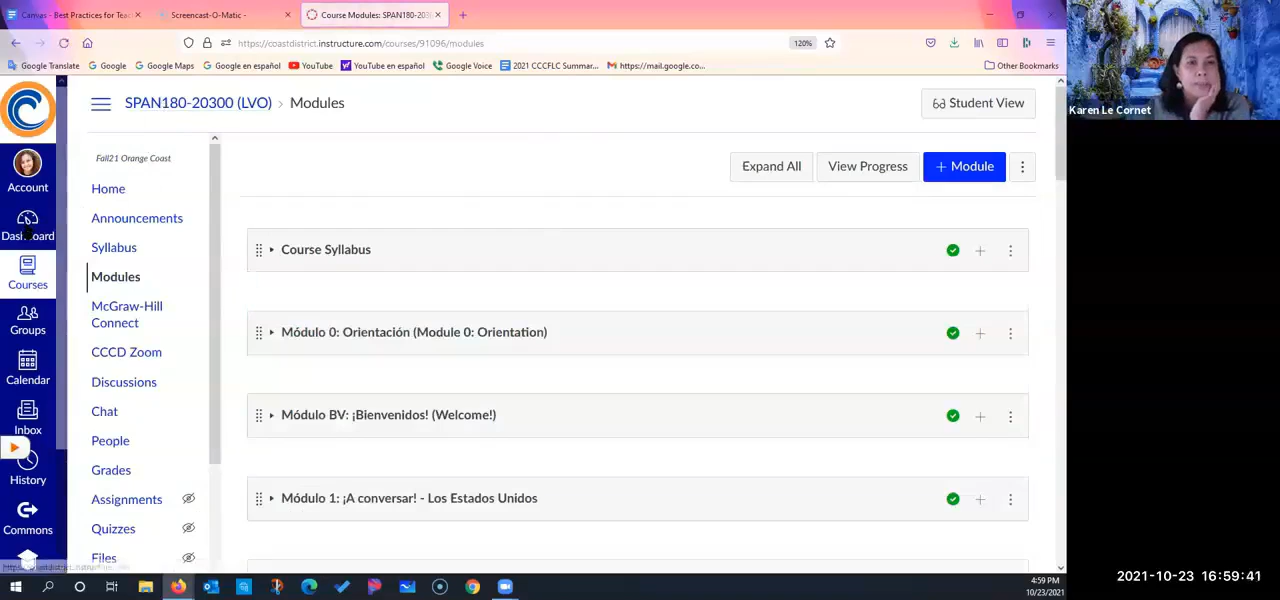 Canvas - Best Practices for Tea
Screencast-O-Matic -
Course Modules: SPAN180-203
https://coastdistrict.instructure.com/courses/91096/modules
120%
Google Translate
Google
Google Maps
Google en español
YouTube
YouTube en español
Google Voice
2021 CCCFLC Summar...
https://mail.google.co...
Other Bookmarks
Karen Le Cornet
SPAN180-20300 (LVO) › Modules
Student View
Fall21 Orange Coast
Expand All
View Progress
+ Module
Account
Dashboard
Courses
Groups
Calendar
Inbox
History
Commons
Home
Announcements
Syllabus
Modules
McGraw-Hill
Connect
CCCD Zoom
Discussions
Chat
People
Grades
Assignments
Quizzes
Files
Course Syllabus
Módulo 0: Orientación (Module 0: Orientation)
Módulo BV: ¡Bienvenidos! (Welcome!)
Módulo 1: ¡A conversar! - Los Estados Unidos
4:59 PM
10/23/2021
2021-10-23 16:59:41